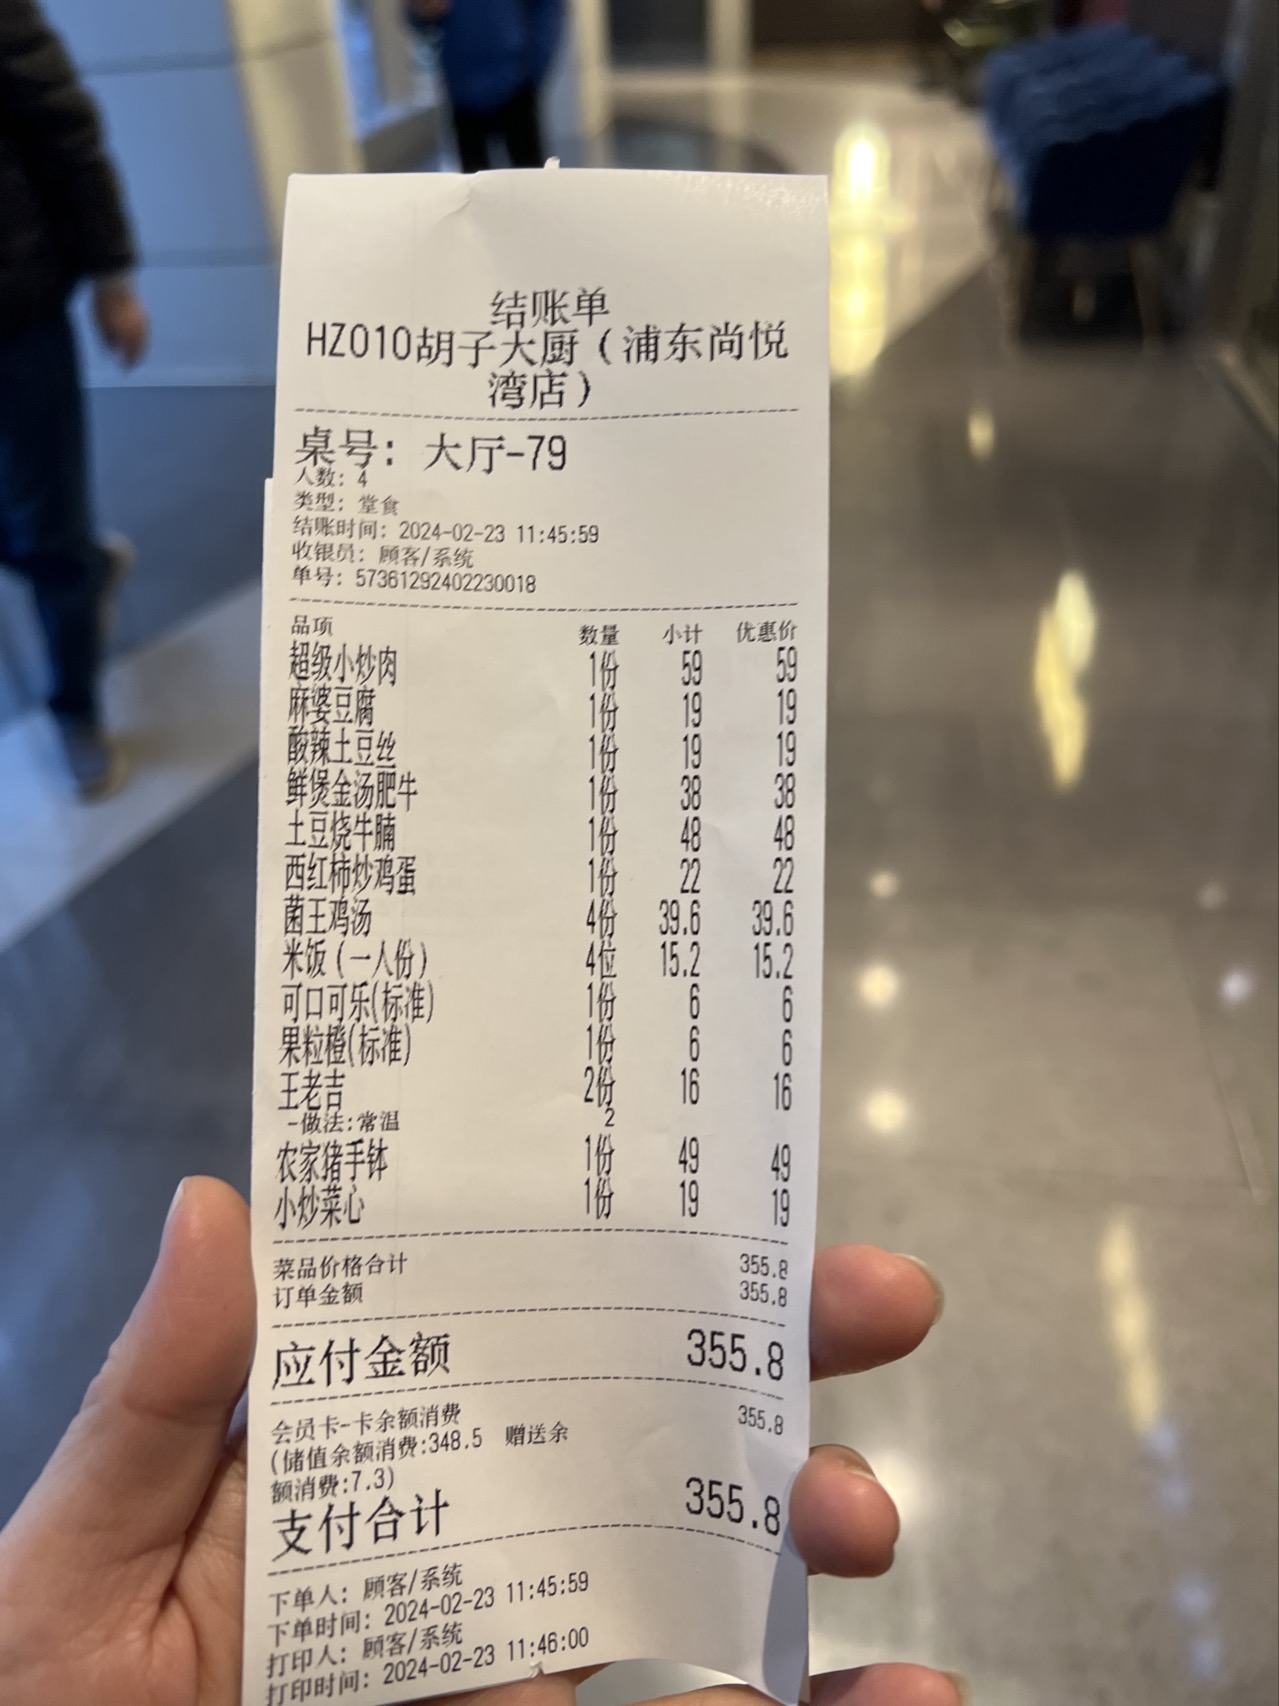 结账单
HZ010胡子大厨(浦东尚悦
湾店)
桌号: 大厅-79
人数: 4
类型: 堂食
结账时间: 2024-02-23 11:45:59
收银员: 顾客/系统
单号: 57361292402230018
品项 数量 小计 优惠价
超级小炒肉 1份 59 59
麻婆豆腐 1份 19 19
酸辣土豆丝 1份 19 19
鲜煲金汤肥牛 1份 38 38
土豆烧牛腩 1份 48 48
西红柿炒鸡蛋 1份 22 22
菌王鸡汤 4份 39.6 39.6
米饭(一人份) 4位 15.2 15.2
可口可乐(标准) 1份 6 6
果粒橙(标准) 1份 6 6
王老吉 2份 16 16
-做法:常温 2
农家猪手钵 1份 49 49
小炒菜心 1份 19 19
菜品价格合计 355.8
订单金额 355.8
应付金额 355.8
会员卡-卡余额消费 355.8
(储值余额消费:348.5 赠送余
额消费:7.3)
支付合计 355.8
下单人: 顾客/系统
下单时间: 2024-02-23 11:45:59
打印人: 顾客/系统
打印时间: 2024-02-23 11:46:00